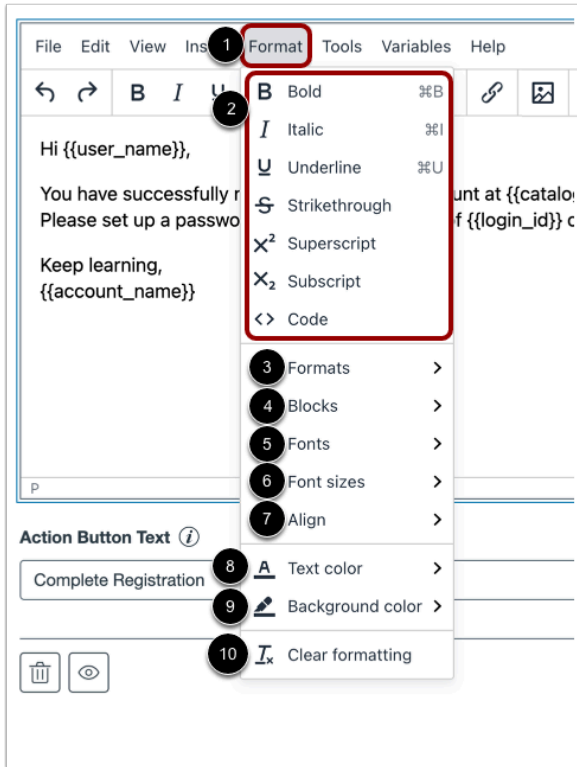 File Edit View Ins 1 Format Tools Variables Help
B I U
2
B Bold ⌘B
I Italic ⌘I
U Underline ⌘U
S Strikethrough
X² Superscript
X₂ Subscript
<> Code
3 Formats
4 Blocks
5 Fonts
6 Font sizes
7 Align
8 A Text color
9 Background color
10 Clear formatting
Hi {{user_name}},
You have successfully r unt at {{catalo
Please set up a passwo f {{login_id}} c
Keep learning,
{{account_name}}
P
Action Button Text i
Complete Registration